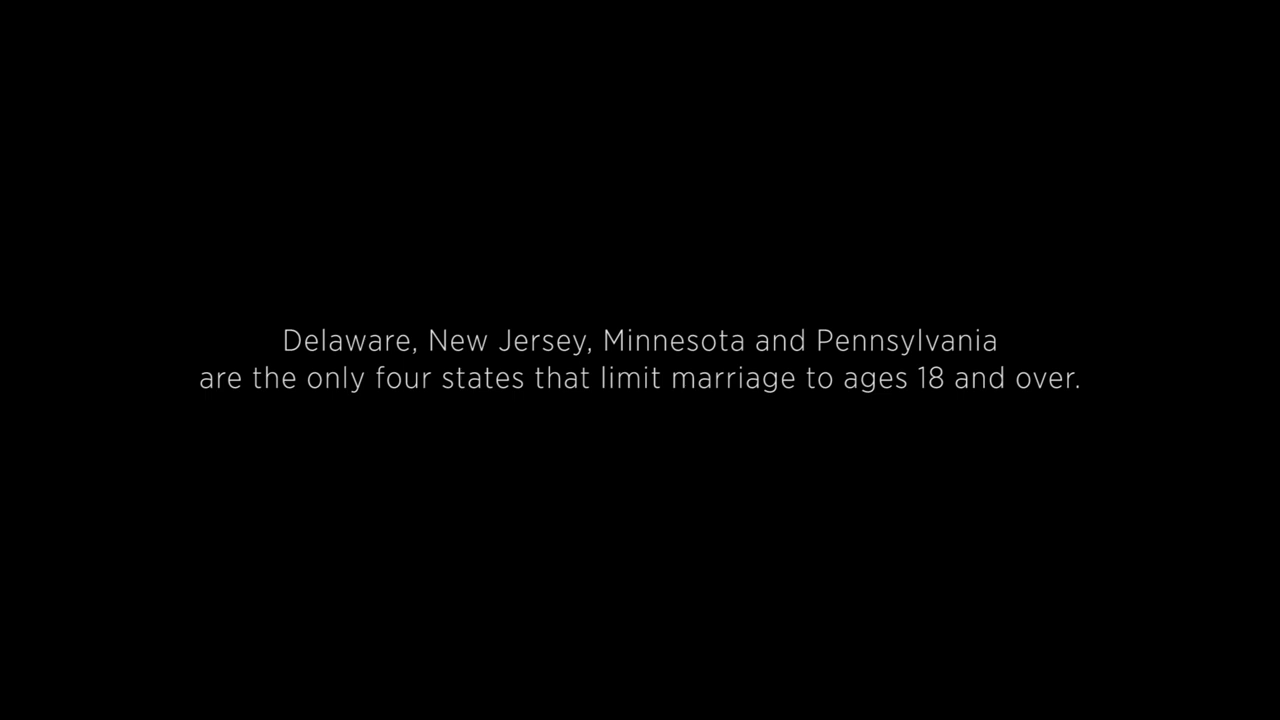 Delaware, New Jersey, Minnesota and Pennsylvania
are the only four states that limit marriage to ages 18 and over.